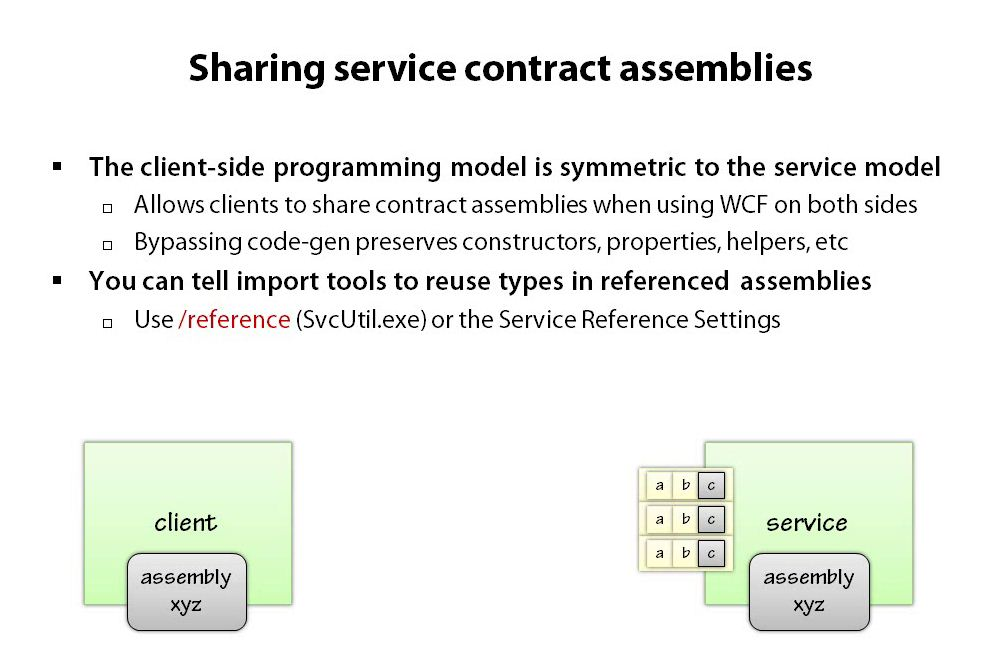 Sharing service contract assemblies
The client-side programming model is symmetric to the service model
Allows clients to share contract assemblies when using WCF on both sides
Bypassing code-gen preserves constructors, properties, helpers, etc
You can tell import tools to reuse types in referenced assemblies
Use /reference (SvcUtil.exe) or the Service Reference Settings
client
assembly
xyz
a b c
a b c
a b c
service
assembly
xyz